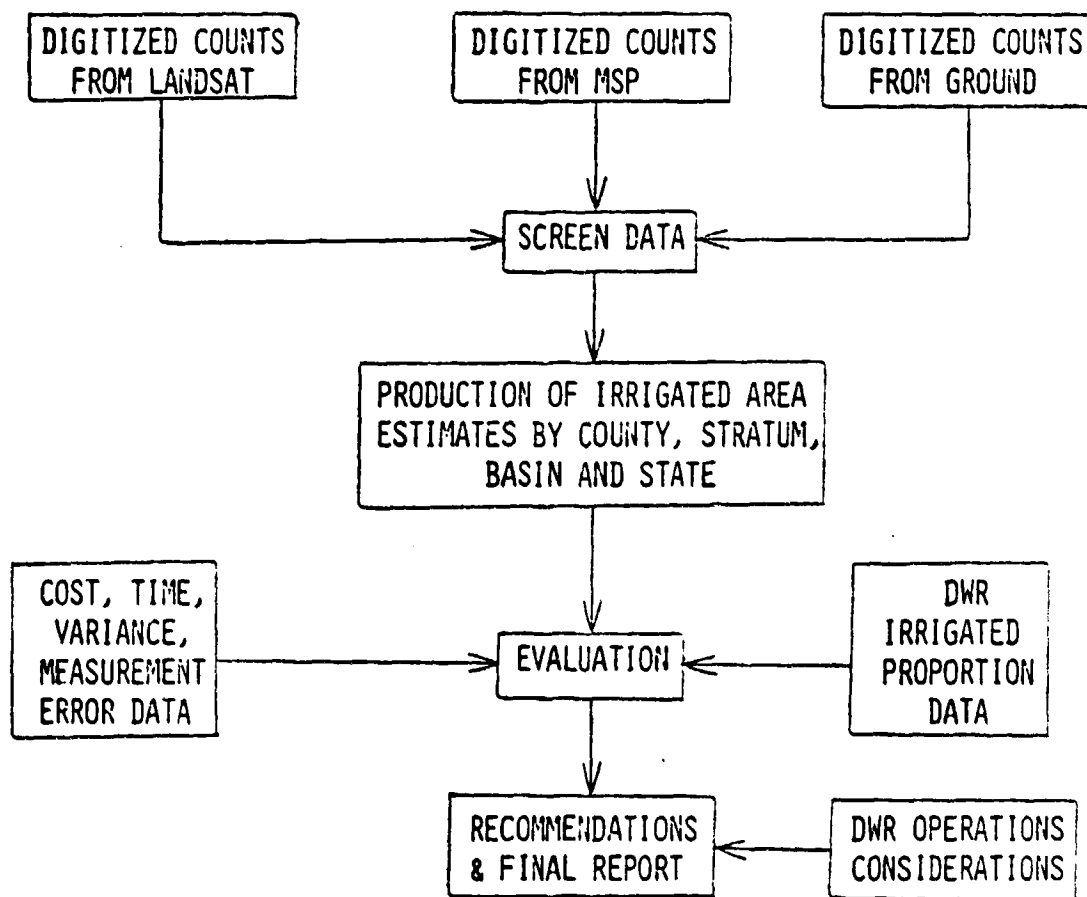 DIGITIZED COUNTS
FROM LANDSAT
DIGITIZED COUNTS
FROM MSP
DIGITIZED COUNTS
FROM GROUND
SCREEN DATA
PRODUCTION OF IRRIGATED AREA
ESTIMATES BY COUNTY, STRATUM,
BASIN AND STATE
COST, TIME,
VARIANCE,
MEASUREMENT
ERROR DATA
EVALUATION
DWR
IRRIGATED
PROPORTION
DATA
RECOMMENDATIONS
& FINAL REPORT
DWR OPERATIONS
CONSIDERATIONS